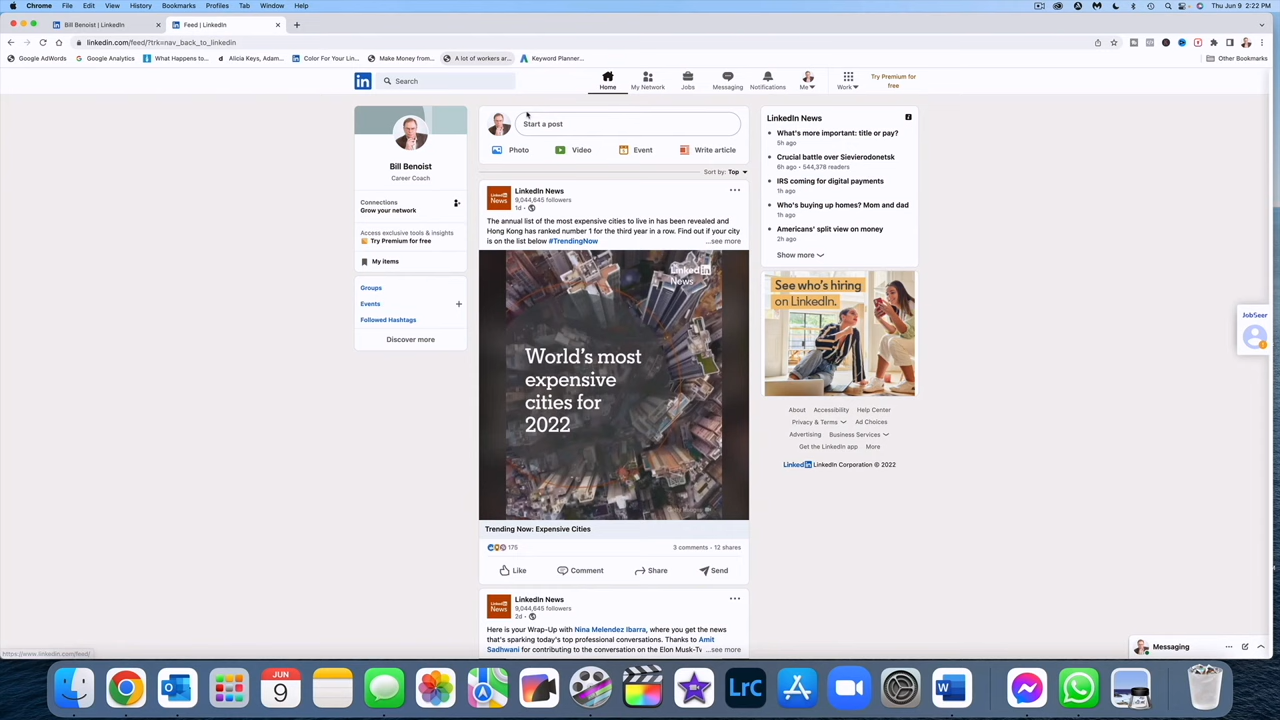 Chrome File Edit View History Bookmarks Profiles Tab Window Help
Thu Jun 9 2:22 PM
Bill Benoist | LinkedIn
Feed | LinkedIn
linkedin.com/feed/?trk=nav_back_to_linkedin
Google AdWords
Google Analytics
What Happens to...
Alicia Keys, Adam...
Color For Your Lin...
Make Money from...
A lot of workers ar...
Keyword Planner...
Other Bookmarks
in
Search
Home
My Network
Jobs
Messaging
Notifications
Me
Work
Try Premium for
free
Bill Benoist
Career Coach
Connections
Grow your network
Access exclusive tools & insights
Try Premium for free
My items
Groups
Events
Followed Hashtags
Discover more
Start a post
Photo
Video
Event
Write article
Sort by: Top
LinkedIn
News
LinkedIn News
9,044,645 followers
1d •
The annual list of the most expensive cities to live in has been revealed and
Hong Kong has ranked number 1 for the third year in a row. Find out if your city
is on the list below #TrendingNow
...see more
LinkedIn
News
World's most
expensive
cities for
2022
Trending Now: Expensive Cities
175
3 comments • 12 shares
Like
Comment
Share
Send
LinkedIn
News
LinkedIn News
9,044,645 followers
2d •
Here is your Wrap-Up with Nina Melendez Ibarra, where you get the news
that's sparking today's top professional conversations. Thanks to Amit
Sadhwani for contributing to the conversation on the Elon Musk-Tw
...see more
LinkedIn News
What's more important: title or pay?
5h ago
Crucial battle over Sievierodonetsk
6h ago • 544,378 readers
IRS coming for digital payments
1h ago
Who's buying up homes? Mom and dad
1h ago
Americans' split view on money
2h ago
Show more
See who's hiring
on LinkedIn.
About Accessibility Help Center
Privacy & Terms Ad Choices
Advertising Business Services
Get the LinkedIn app More
LinkedIn LinkedIn Corporation © 2022
JobSeer
Messaging
https://www.linkedin.com/feed/
JUN
9
LrC
W